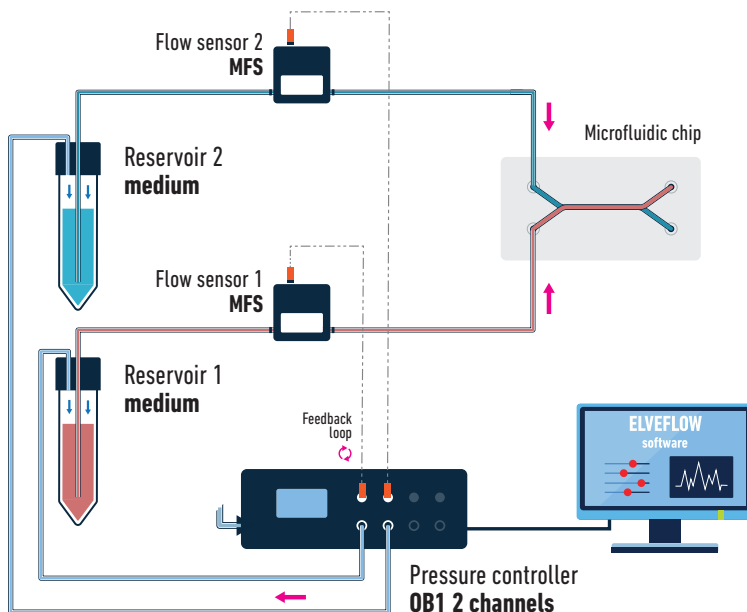 Flow sensor 2
MFS
Microfluidic chip
Reservoir 2
medium
Flow sensor 1
MFS
Reservoir 1
medium
Feedback
loop
ELVEFLOW
software
Pressure controller
OB1 2 channels